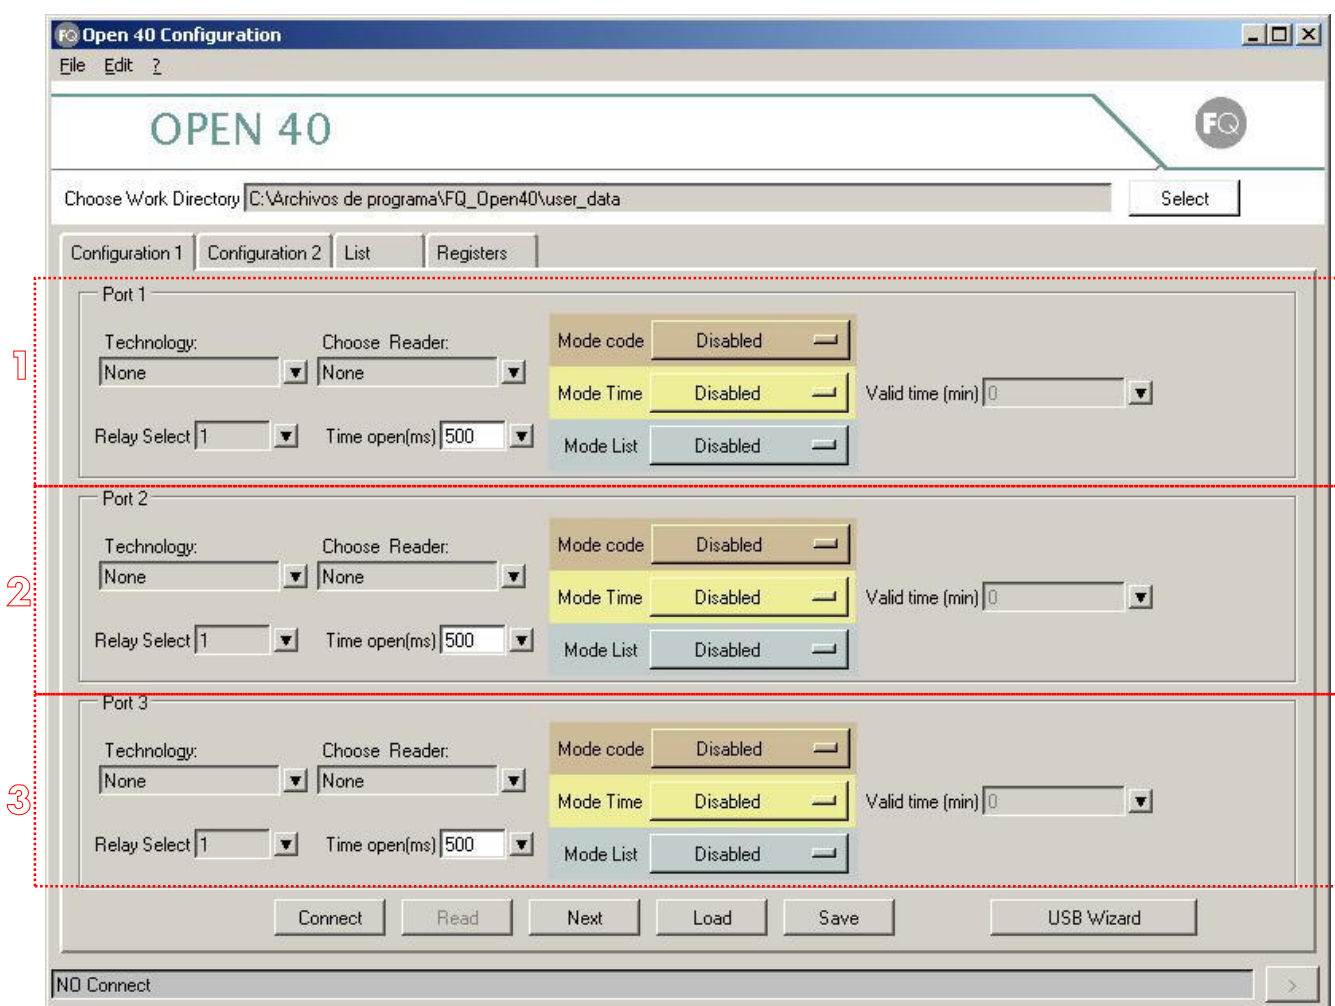 FQ Open 40 Configuration
File Edit ?
OPEN 40 FQ
Choose Work Directory C:\Archivos de programa\FQ_Open40\user_data Select
Configuration 1 Configuration 2 List Registers
1
Port 1
Technology: Choose Reader: Mode code Disabled
None None
Mode Time Disabled Valid time (min) 0
Relay Select 1 Time open(ms) 500 Mode List Disabled
2
Port 2
Technology: Choose Reader: Mode code Disabled
None None
Mode Time Disabled Valid time (min) 0
Relay Select 1 Time open(ms) 500 Mode List Disabled
3
Port 3
Technology: Choose Reader: Mode code Disabled
None None
Mode Time Disabled Valid time (min) 0
Relay Select 1 Time open(ms) 500 Mode List Disabled
Connect Read Next Load Save USB Wizard
NO Connect >